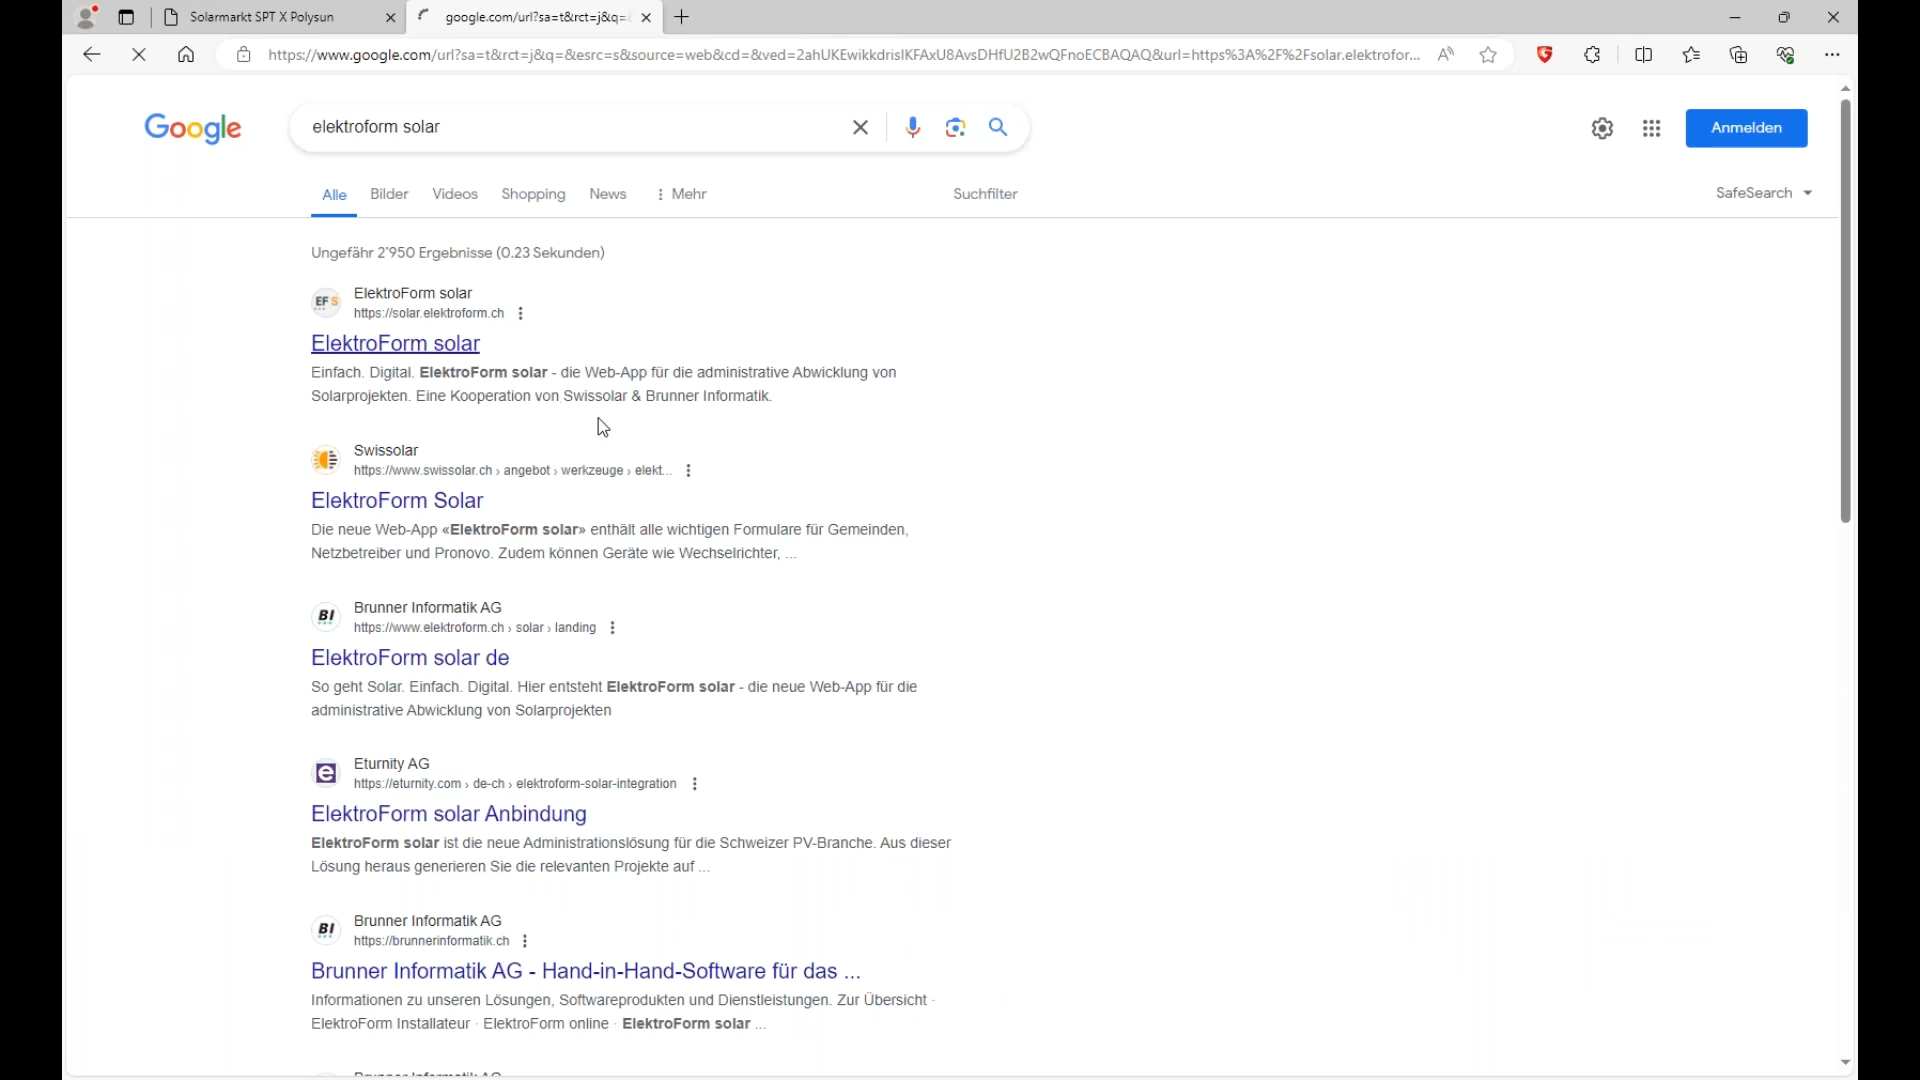 Solarmarkt SPT X Polysun
google.com/url?sa=t&rct=j&q=
https://www.google.com/url?sa=t&rct=j&q=&esrc=s&source=web&cd=&ved=2ahUKEwikkdrislKFAxU8AvsDHfU2B2wQFnoECBAQAQ&url=https%3A%2F%2Fsolar.elektrofor...
Google
elektroform solar
Anmelden
Alle
Bilder
Videos
Shopping
News
Mehr
Suchfilter
SafeSearch
Ungefähr 2'950 Ergebnisse (0.23 Sekunden)
EFS
ElektroForm solar
https://solar.elektroform.ch
ElektroForm solar
Einfach. Digital. ElektroForm solar - die Web-App für die administrative Abwicklung von
Solarprojekten. Eine Kooperation von Swissolar & Brunner Informatik.
Swissolar
https://www.swissolar.ch › angebot › werkzeuge › elekt...
ElektroForm Solar
Die neue Web-App «ElektroForm solar» enthält alle wichtigen Formulare für Gemeinden,
Netzbetreiber und Pronovo. Zudem können Geräte wie Wechselrichter, ...
BI
Brunner Informatik AG
https://www.elektroform.ch › solar › landing
ElektroForm solar de
So geht Solar. Einfach. Digital. Hier entsteht ElektroForm solar - die neue Web-App für die
administrative Abwicklung von Solarprojekten
e
Eturnity AG
https://eturnity.com › de-ch › elektroform-solar-integration
ElektroForm solar Anbindung
ElektroForm solar ist die neue Administrationslösung für die Schweizer PV-Branche. Aus dieser
Lösung heraus generieren Sie die relevanten Projekte auf ...
BI
Brunner Informatik AG
https://brunnerinformatik.ch
Brunner Informatik AG - Hand-in-Hand-Software für das ...
Informationen zu unseren Lösungen, Softwareprodukten und Dienstleistungen. Zur Übersicht ·
ElektroForm Installateur · ElektroForm online · ElektroForm solar ...
Brunner Informatik AG